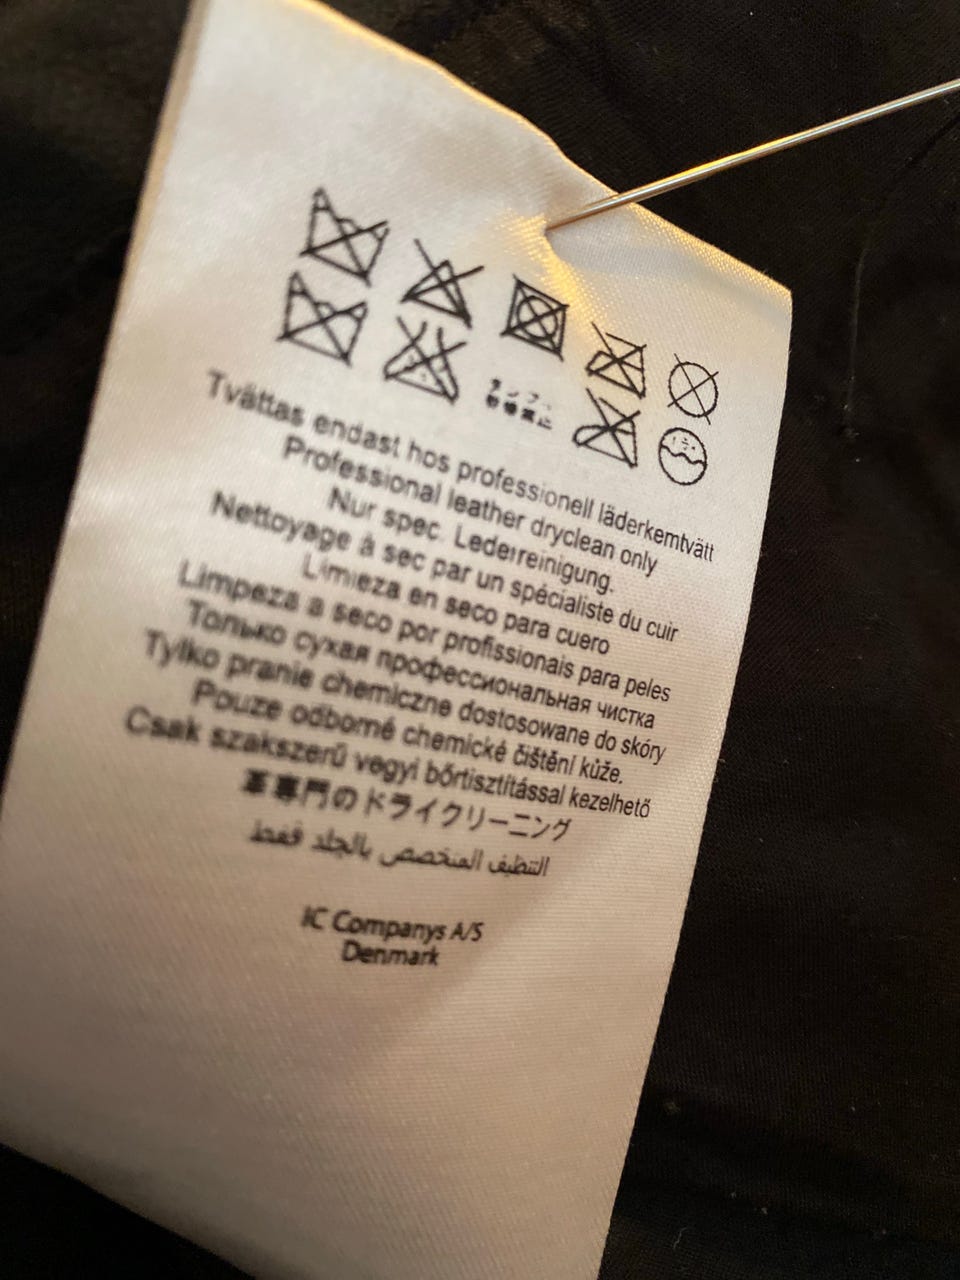 Tvättas endast hos professionell läderkemtvätt
Professional leather dryclean only
Nur spec. Lederreinigung.
Nettoyage à sec par un spécialiste du cuir
Limieza en seco para cuero
Limpeza a seco por profissionais para peles
Только сухая профессиональная чистка
Tylko pranie chemiczne dostosowane do skóry
Pouze odborné chemické čištění kůže.
Csak szakszerű vegyi bőrtisztítással kezelhető
革専門のドライクリーニング
التنظيف المتخصص بالجلد فقط
IC Companys A/S
Denmark